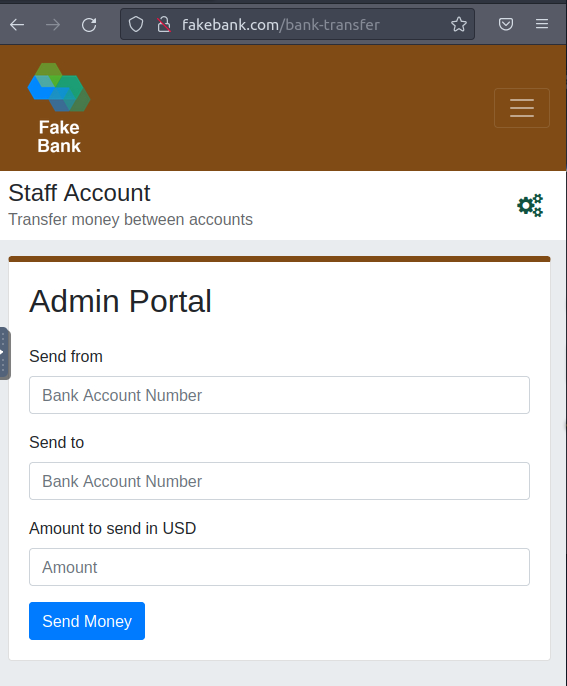 fakebank.com/bank-transfer
Fake
Bank
Staff Account
Transfer money between accounts
Admin Portal
Send from
Bank Account Number
Send to
Bank Account Number
Amount to send in USD
Amount
Send Money